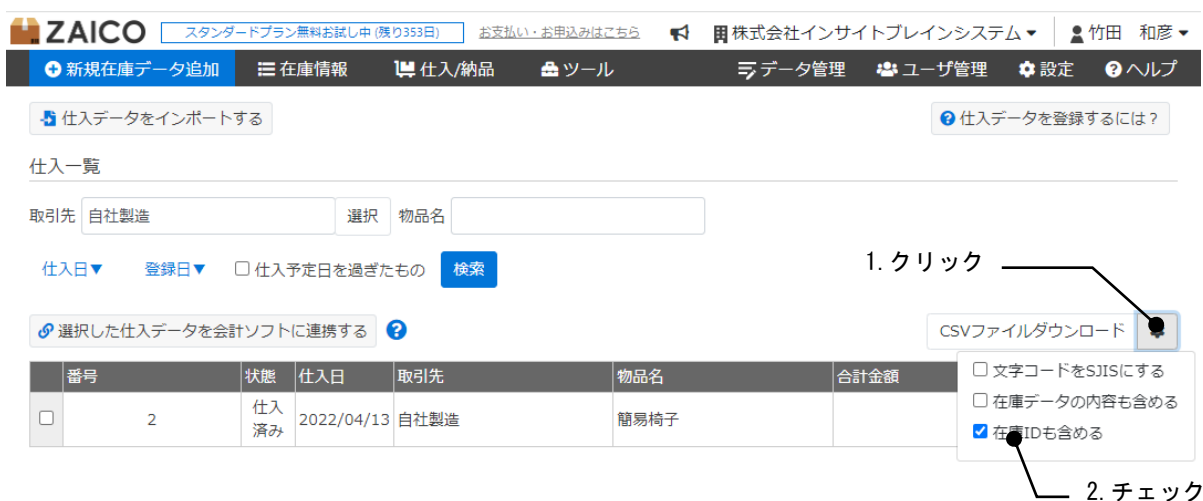 ZAICO スタンダードプラン無料お試し中 (残り353日) お支払い・お申込みはこちら 株式会社インサイトブレインシステム▼ 竹田 和彦▼
新規在庫データ追加 在庫情報 仕入/納品 ツール データ管理 ユーザ管理 設定 ヘルプ
仕入データをインポートする 仕入データを登録するには？
仕入一覧
取引先 自社製造 選択 物品名
仕入日▼ 登録日▼ 仕入予定日を過ぎたもの 検索
1.クリック
選択した仕入データを会計ソフトに連携する CSVファイルダウンロード
番号 状態 仕入日 取引先 物品名 合計金額
文字コードをSJISにする
在庫データの内容も含める
在庫IDも含める
2 仕入済み 2022/04/13 自社製造 簡易椅子
2.チェック